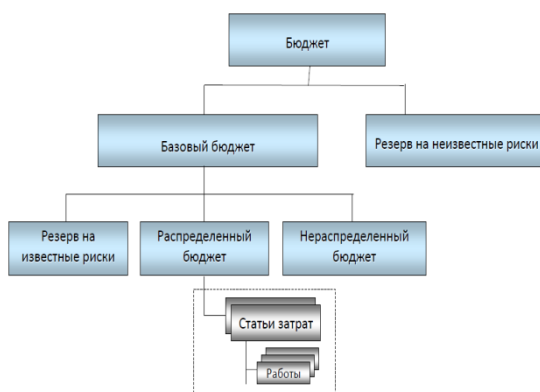 Бюджет
Базовый бюджет
Резерв на неизвестные риски
Резерв на
известные риски
Распределенный
бюджет
Нераспределенный
бюджет
Статьи затрат
Работы